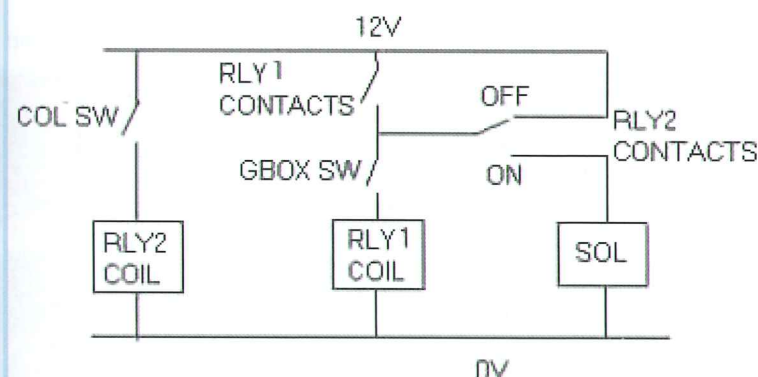 12V
RLY1
CONTACTS
COL SW
OFF
RLY2
CONTACTS
GBOX SW
ON
RLY2
COIL
RLY1
COIL
SOL
0V